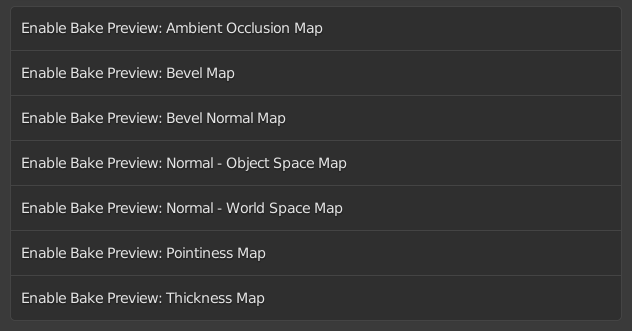 Enable Bake Preview: Ambient Occlusion Map
Enable Bake Preview: Bevel Map
Enable Bake Preview: Bevel Normal Map
Enable Bake Preview: Normal - Object Space Map
Enable Bake Preview: Normal - World Space Map
Enable Bake Preview: Pointiness Map
Enable Bake Preview: Thickness Map